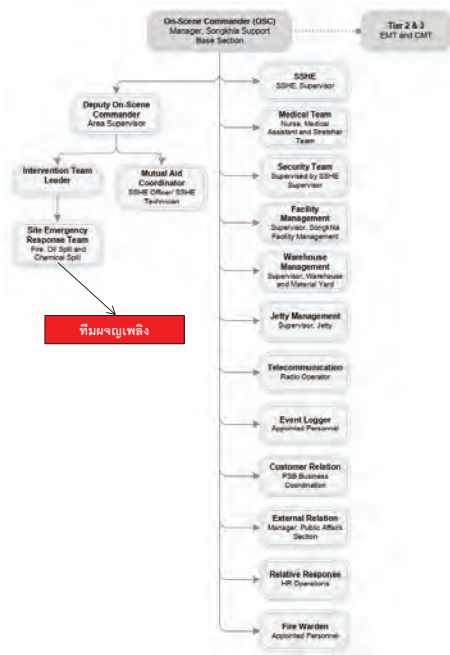 On-Scene Commander (OSC)
Manager, Songkhla Support
Base Section
Tier 2 & 3
EMT and CMT
Deputy On-Scene
Commander
Area Supervisor
Intervention Team
Leader
Mutual Aid
Coordinator
SSHE Officer/ SSHE
Technician
Site Emergency
Response Team
Fire, Oil Spill and
Chemical Spill
ทีมผจญเพลิง
SSHE
SSHE, Supervisor
Medical Team
Nurse, Medical
Assistant and Stretcher
Team
Security Team
Supervised by SSHE
Supervisor
Facility
Management
Supervisor, Songkhla
Facility Management
Warehouse
Management
Supervisor, Warehouse
and Material Yard
Jetty Management
Supervisor, Jetty
Telecommunication
Radio Operator
Event Logger
Appointed Personnel
Customer Relation
PSB Business
Coordination
External Relation
Manager, Public Affairs
Section
Relative Response
HR Operations
Fire Warden
Appointed Personnel